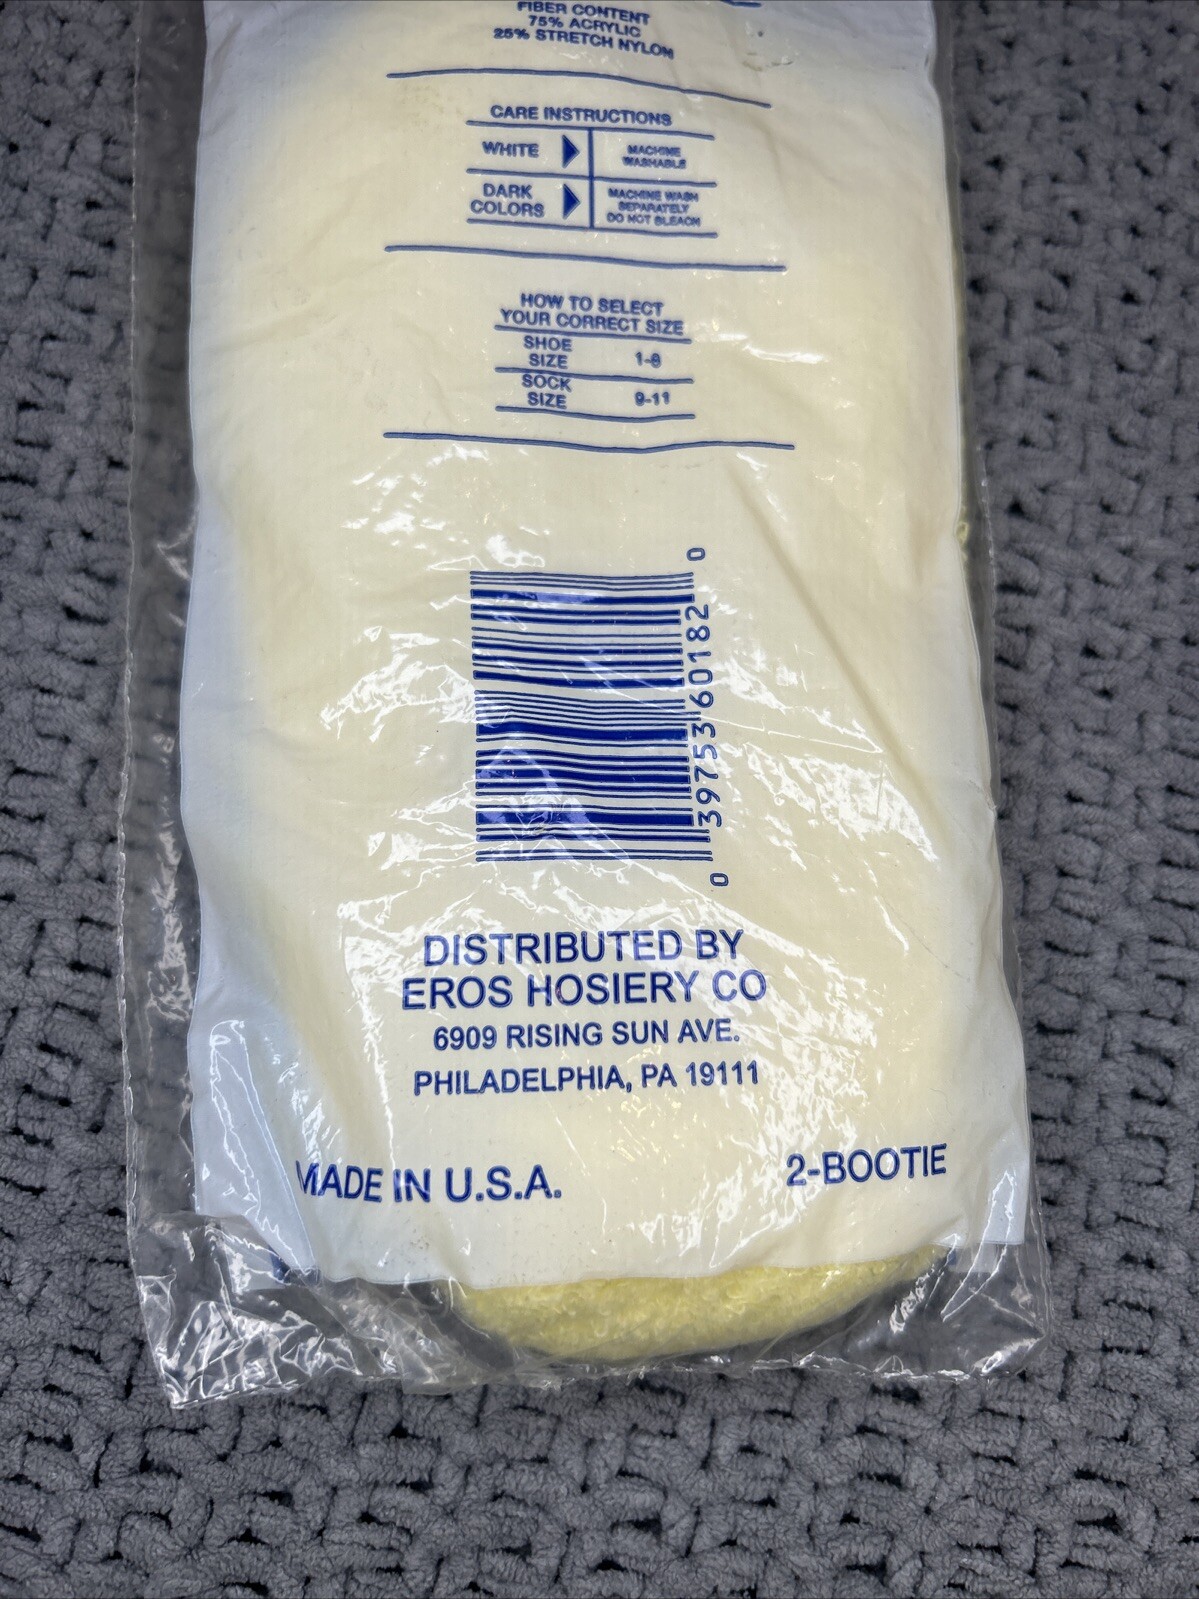 FIBER CONTENT
75% ACRYLIC
25% STRETCH NYLON
CARE INSTRUCTIONS
WHITE
MACHINE
WASHABLE
DARK
COLORS
MACHINE WASH
SEPARATELY
DO NOT BLEACH
HOW TO SELECT
YOUR CORRECT SIZE
SHOE
SIZE
1-8
SOCK
SIZE
9-11
0 39753 60182 0
DISTRIBUTED BY
EROS HOSIERY CO
6909 RISING SUN AVE.
PHILADELPHIA, PA 19111
MADE IN U.S.A.
2-BOOTIE